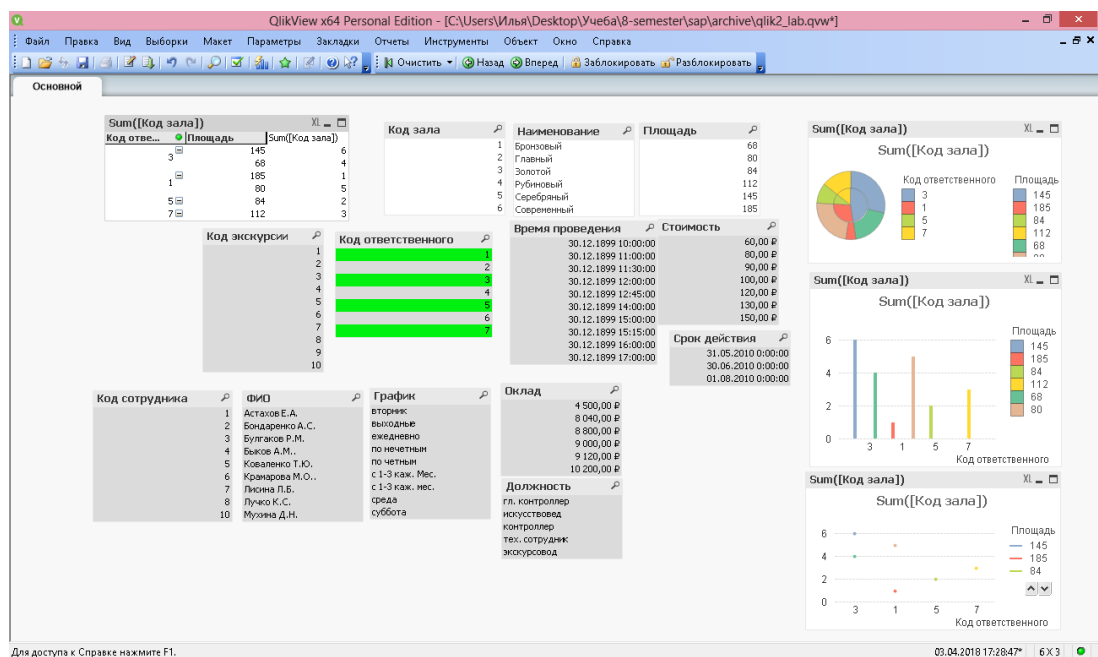 QlikView x64 Personal Edition - [C:\Users\Илья\Desktop\Учеба\8-semester\sap\archive\qlik2_lab.qvw*]
Файл Правка Вид Выборки Макет Параметры Закладки Отчеты Инструменты Объект Окно Справка
Очистить Назад Вперед Заблокировать Разблокировать
Основной
Sum([Код зала]) XL
Код отве... Площадь Sum([Код зала])
3 145 6
68 4
1 185 1
80 5
5 84 2
7 112 3
Код зала
1
2
3
4
5
6
Наименование
Бронзовый
Главный
Золотой
Рубиновый
Серебряный
Современный
Площадь
68
80
84
112
145
185
Sum([Код зала]) XL
Sum([Код зала])
Код ответственного
3
1
5
7
Площадь
145
185
84
112
68
Код экскурсии
1
2
3
4
5
6
7
8
9
10
Код ответственного
1
2
3
4
5
6
7
Время проведения
30.12.1899 10:00:00
30.12.1899 11:00:00
30.12.1899 11:30:00
30.12.1899 12:00:00
30.12.1899 12:45:00
30.12.1899 14:00:00
30.12.1899 15:00:00
30.12.1899 15:15:00
30.12.1899 16:00:00
30.12.1899 17:00:00
Стоимость
60,00 ₽
80,00 ₽
90,00 ₽
100,00 ₽
120,00 ₽
130,00 ₽
150,00 ₽
Срок действия
31.05.2010 0:00:00
30.06.2010 0:00:00
01.08.2010 0:00:00
Sum([Код зала]) XL
Sum([Код зала])
6
4
2
0
3 1 5 7
Код ответственного
Площадь
145
185
84
112
68
80
Код сотрудника
1
2
3
4
5
6
7
8
10
ФИО
Астахов Е.А.
Бондаренко А.С.
Булгаков Р.М.
Быков А.М..
Коваленко Т.Ю.
Крамарова М.О..
Лисина Л.Б.
Лучко К.С.
Мухина Д.Н.
График
вторник
выходные
ежедневно
по нечетным
по четным
с 1-3 каж. Мес.
с 1-3 каж. мес.
среда
суббота
Оклад
4 500,00 ₽
8 040,00 ₽
8 800,00 ₽
9 000,00 ₽
9 120,00 ₽
10 200,00 ₽
Должность
гл. контроллер
искусствовед
контроллер
тех. сотрудник
экскурсовод
Sum([Код зала]) XL
Sum([Код зала])
6
4
2
0
3 1 5 7
Код ответственного
Площадь
145
185
84
Для доступа к Справке нажмите F1.
03.04.2018 17:28:47* 6 X 3